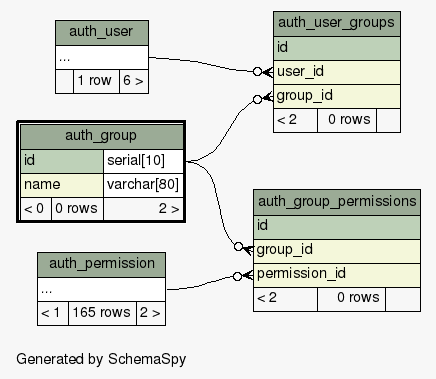 auth_user
...
1 row 6 >
auth_user_groups
id
user_id
group_id
< 2 0 rows
auth_group
id serial[10]
name varchar[80]
< 0 0 rows 2 >
auth_group_permissions
id
group_id
permission_id
< 2 0 rows
auth_permission
...
< 1 165 rows 2 >
Generated by SchemaSpy